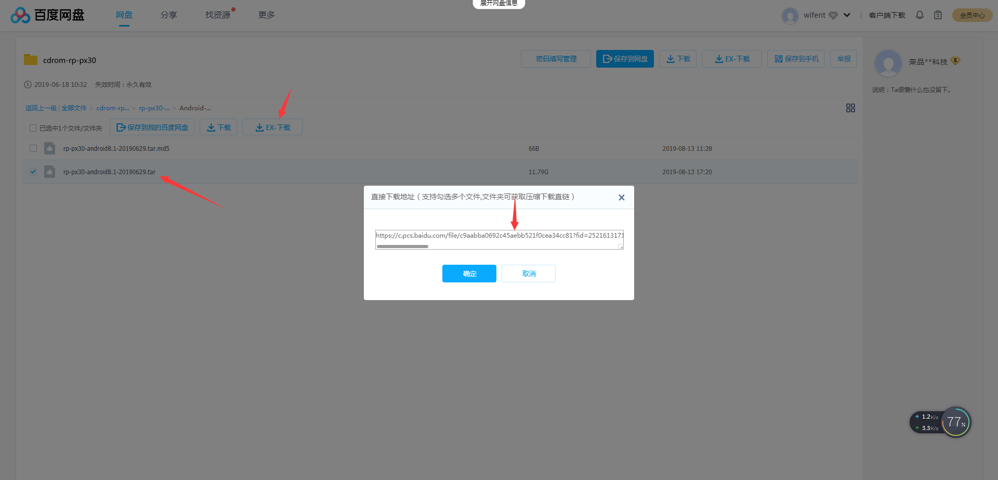 展开网盘信息
百度网盘 网盘 分享 找资源 更多 wlfent 客户端下载 会员中心
cdrom-rp-px30 密码填写管理 保存到网盘 下载 EX-下载 保存到手机 举报
莱品**科技
2019-06-18 10:32 失效时间：永久有效
说明：Ta很懒什么也没留下。
返回上一级 | 全部文件 > cdrom-rp... > rp-px30-... > Android-...
已选中1个文件/文件夹 保存到我的百度网盘 下载 EX-下载
rp-px30-android8.1-20190629.tar.md5 66B 2019-08-13 11:28
rp-px30-android8.1-20190629.tar 11.79G 2019-08-13 17:20
直接下载地址（支持勾选多个文件,文件夹可获取压缩下载直链）
https://c.pcs.baidu.com/file/c9aabba0692c45aebb521f0cea34cc81?fid=2521613171
确定 取消
1.2K/s
3.3K/s
77%